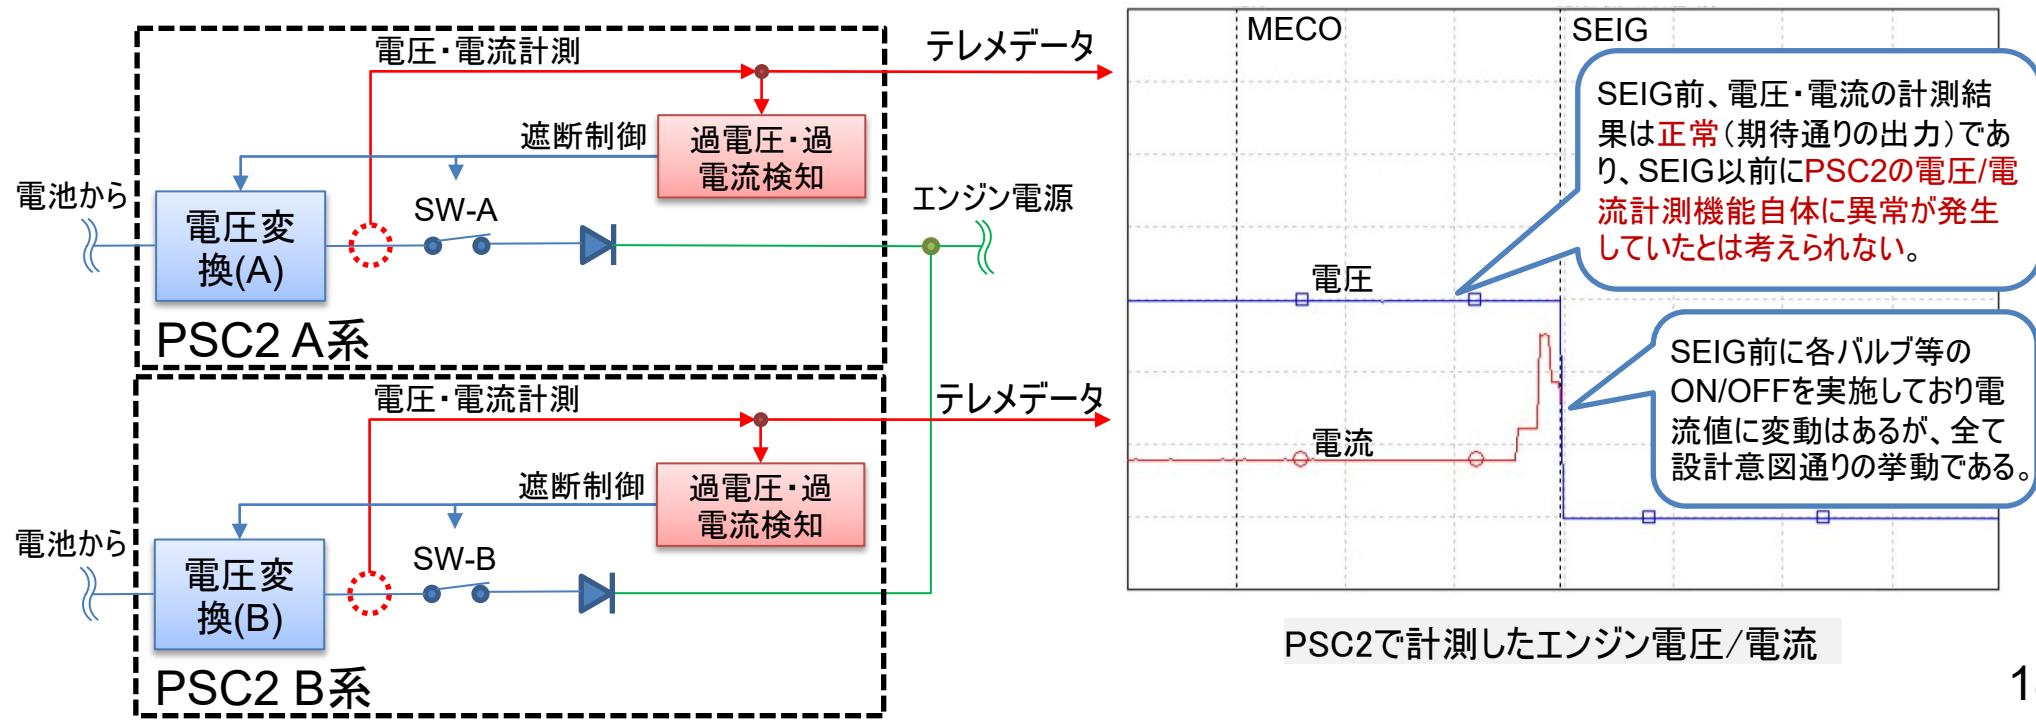 電圧・電流計測
テレメデータ
遮断制御
過電圧・過
電流検知
電池から
電圧変
換(A)
SW-A
エンジン電源
PSC2 A系
電圧・電流計測
テレメデータ
遮断制御
過電圧・過
電流検知
電池から
電圧変
換(B)
SW-B
PSC2 B系
MECO
SEIG
SEIG前、電圧・電流の計測結
果は正常（期待通りの出力）であ
り、SEIG以前にPSC2の電圧/電
流計測機能自体に異常が発生
していたとは考えられない。
電圧
SEIG前に各バルブ等の
ON/OFFを実施しており電
流値に変動はあるが、全て
設計意図通りの挙動である。
電流
PSC2で計測したエンジン電圧/電流